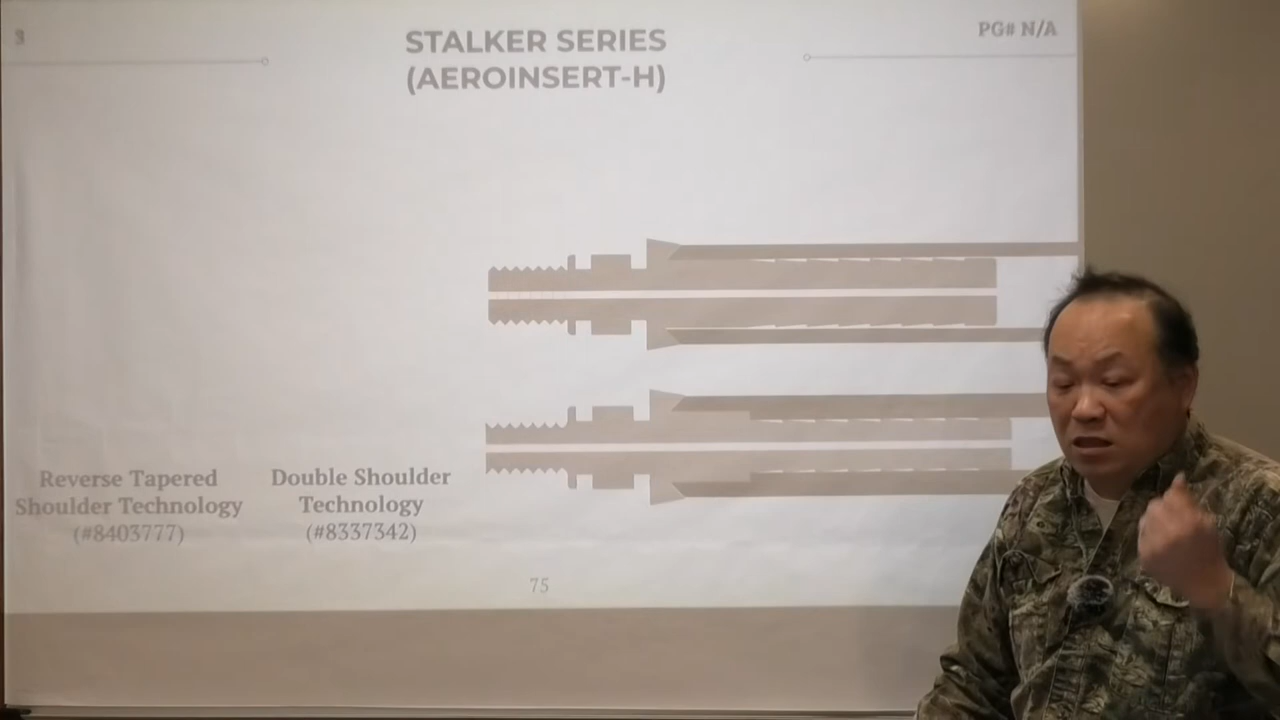 STALKER SERIES
(AEROINSERT-H)
PG# N/A
Reverse Tapered
Shoulder Technology
(#8403777)
Double Shoulder
Technology
(#8337342)
75